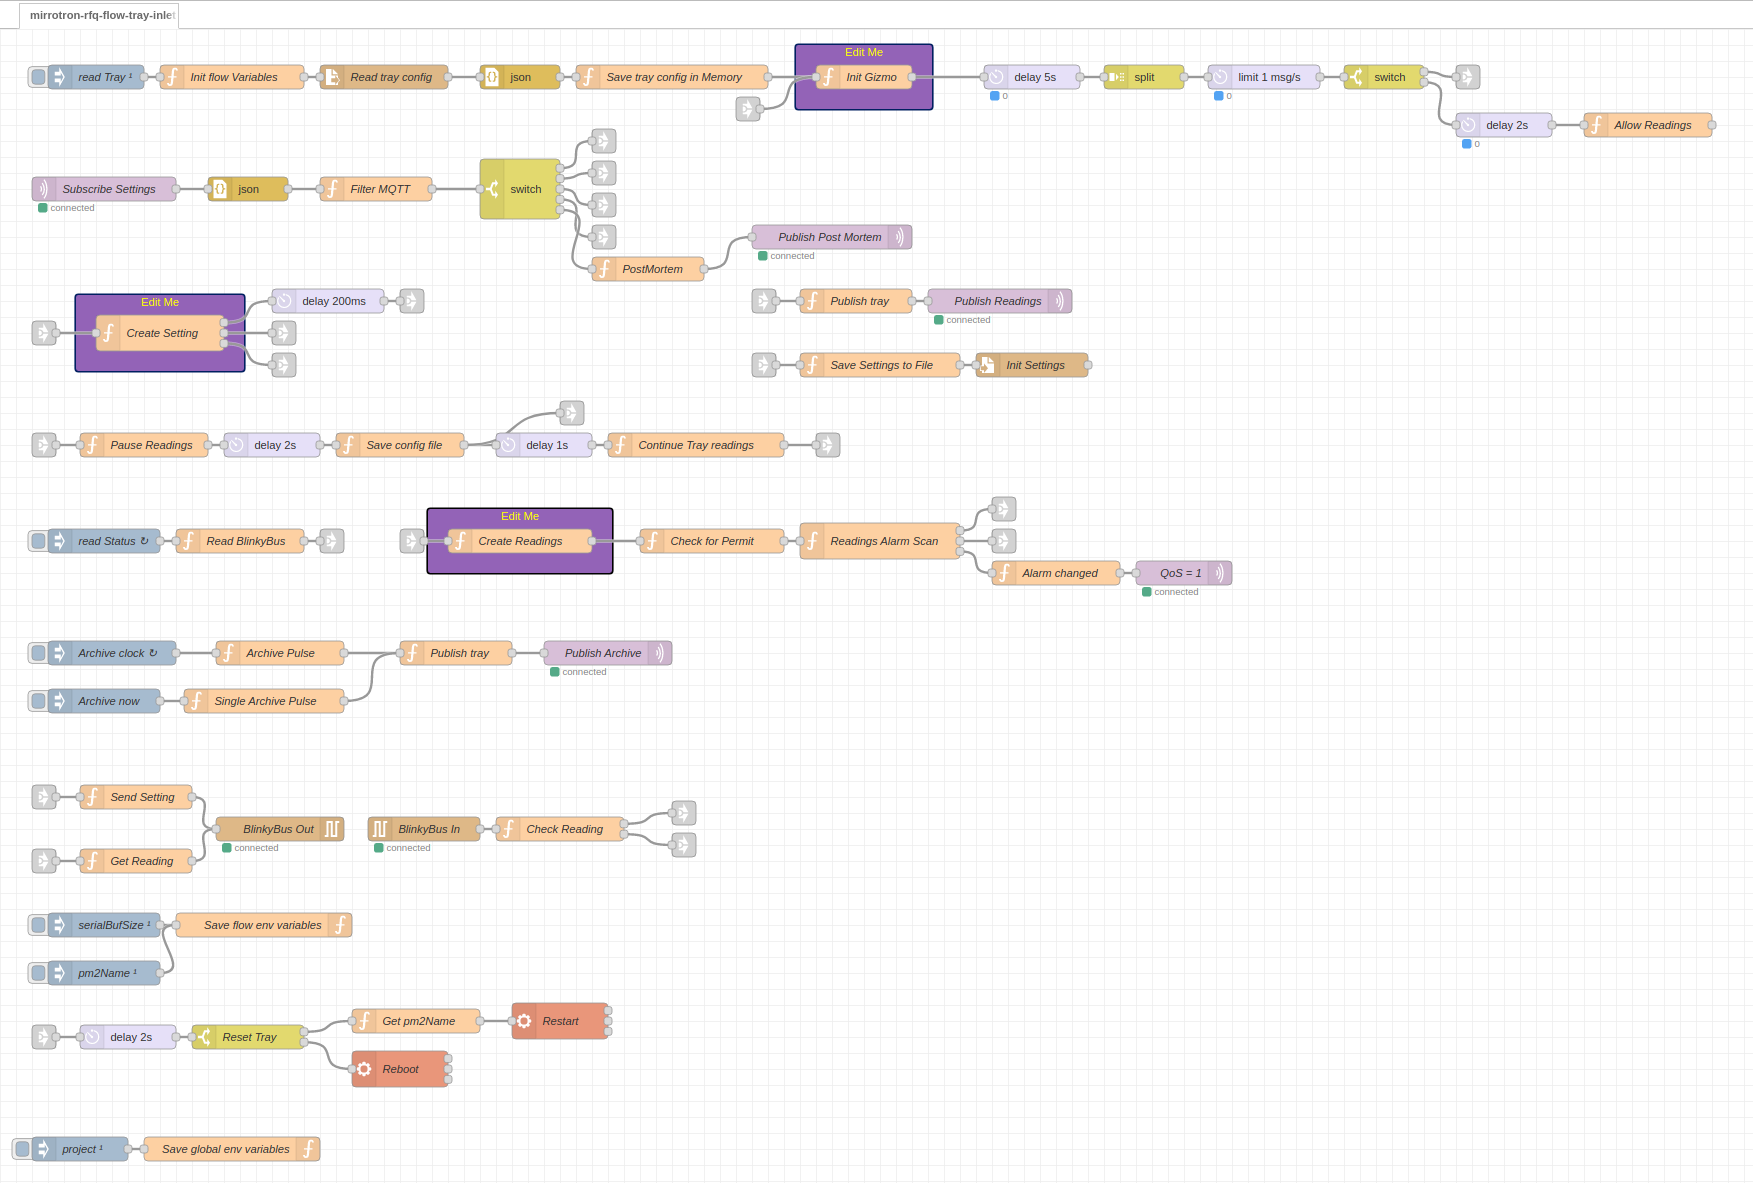 mirrotron-rfq-flow-tray-inlet
Edit Me
read Tray ¹
Init flow Variables
Read tray config
json
Save tray config in Memory
Init Gizmo
delay 5s
split
limit 1 msg/s
switch
0
0
delay 2s
Allow Readings
0
Subscribe Settings
json
Filter MQTT
switch
connected
Publish Post Mortem
connected
PostMortem
Edit Me
delay 200ms
Create Setting
Publish tray
Publish Readings
connected
Save Settings to File
Init Settings
Pause Readings
delay 2s
Save config file
delay 1s
Continue Tray readings
Edit Me
read Status ↻
Read BlinkyBus
Create Readings
Check for Permit
Readings Alarm Scan
Alarm changed
QoS = 1
connected
Archive clock ↻
Archive Pulse
Publish tray
Publish Archive
connected
Archive now
Single Archive Pulse
Send Setting
BlinkyBus Out
connected
BlinkyBus In
connected
Check Reading
Get Reading
serialBufSize ¹
Save flow env variables
pm2Name ¹
delay 2s
Reset Tray
Get pm2Name
Restart
Reboot
project ¹
Save global env variables